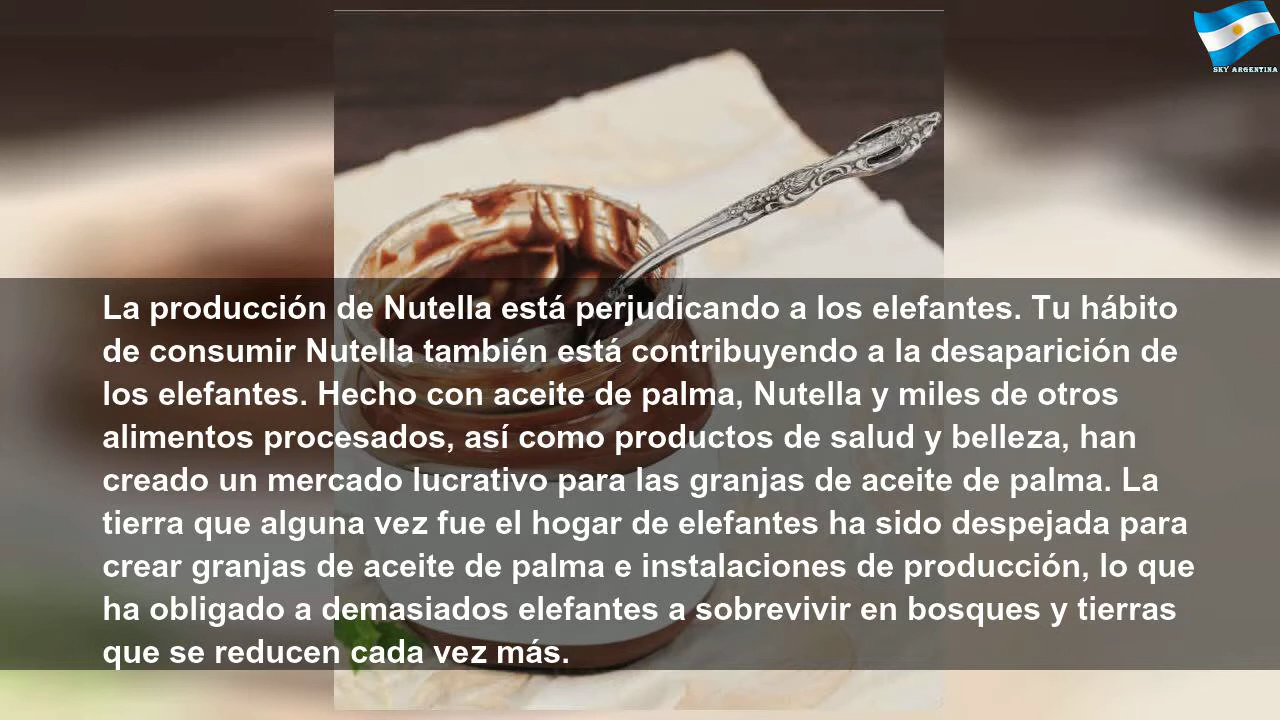 SKY ARGENTINA
La producción de Nutella está perjudicando a los elefantes. Tu hábito
de consumir Nutella también está contribuyendo a la desaparición de
los elefantes. Hecho con aceite de palma, Nutella y miles de otros
alimentos procesados, así como productos de salud y belleza, han
creado un mercado lucrativo para las granjas de aceite de palma. La
tierra que alguna vez fue el hogar de elefantes ha sido despejada para
crear granjas de aceite de palma e instalaciones de producción, lo que
ha obligado a demasiados elefantes a sobrevivir en bosques y tierras
que se reducen cada vez más.